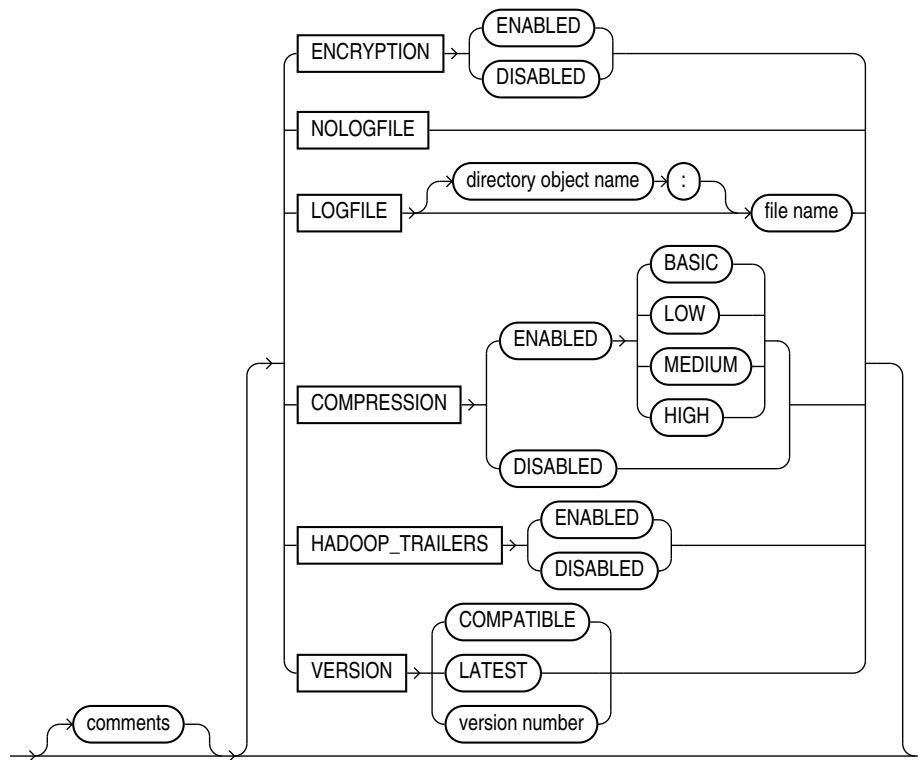 ENABLED
ENCRYPTION
DISABLED
NOLOGFILE
directory object name :
LOGFILE
file name
BASIC
LOW
ENABLED
MEDIUM
COMPRESSION
HIGH
DISABLED
ENABLED
HADOOP_TRAILERS
DISABLED
COMPATIBLE
VERSION LATEST
version number
comments